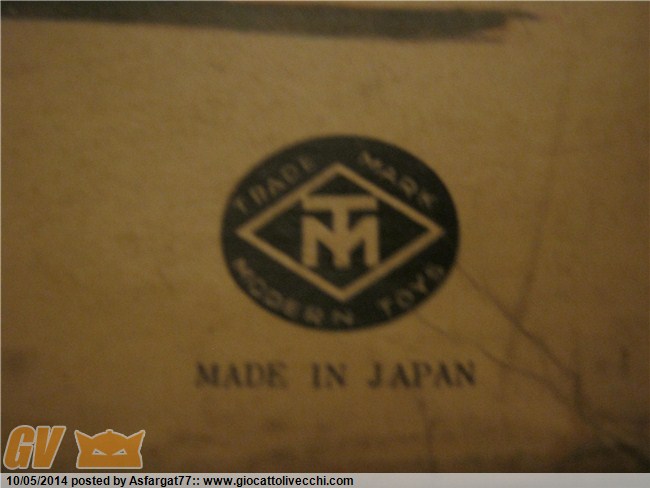 TRADE MARK
TM
MODERN TOYS
MADE IN JAPAN
GV
10/05/2014 posted by Asfargat77:: www.giocattolivecchi.com